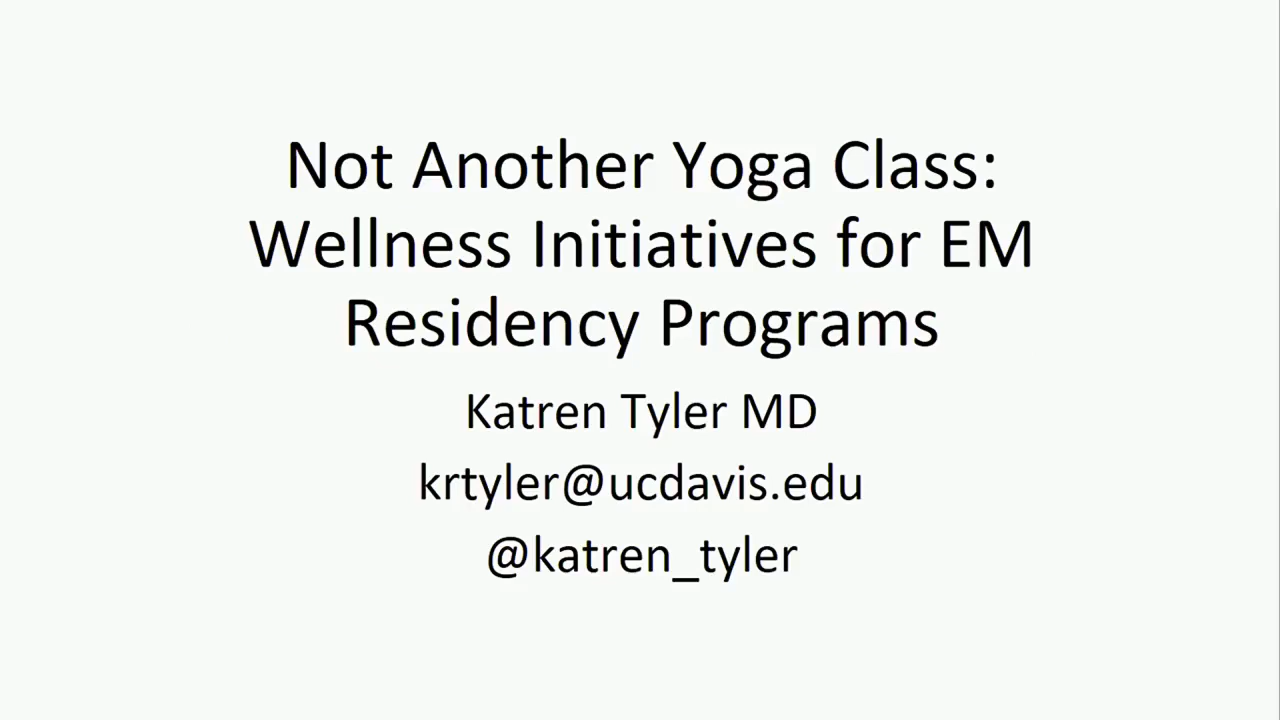 Not Another Yoga Class:
Wellness Initiatives for EM
Residency Programs
Katren Tyler MD
krtyler@ucdavis.edu
@katren_tyler